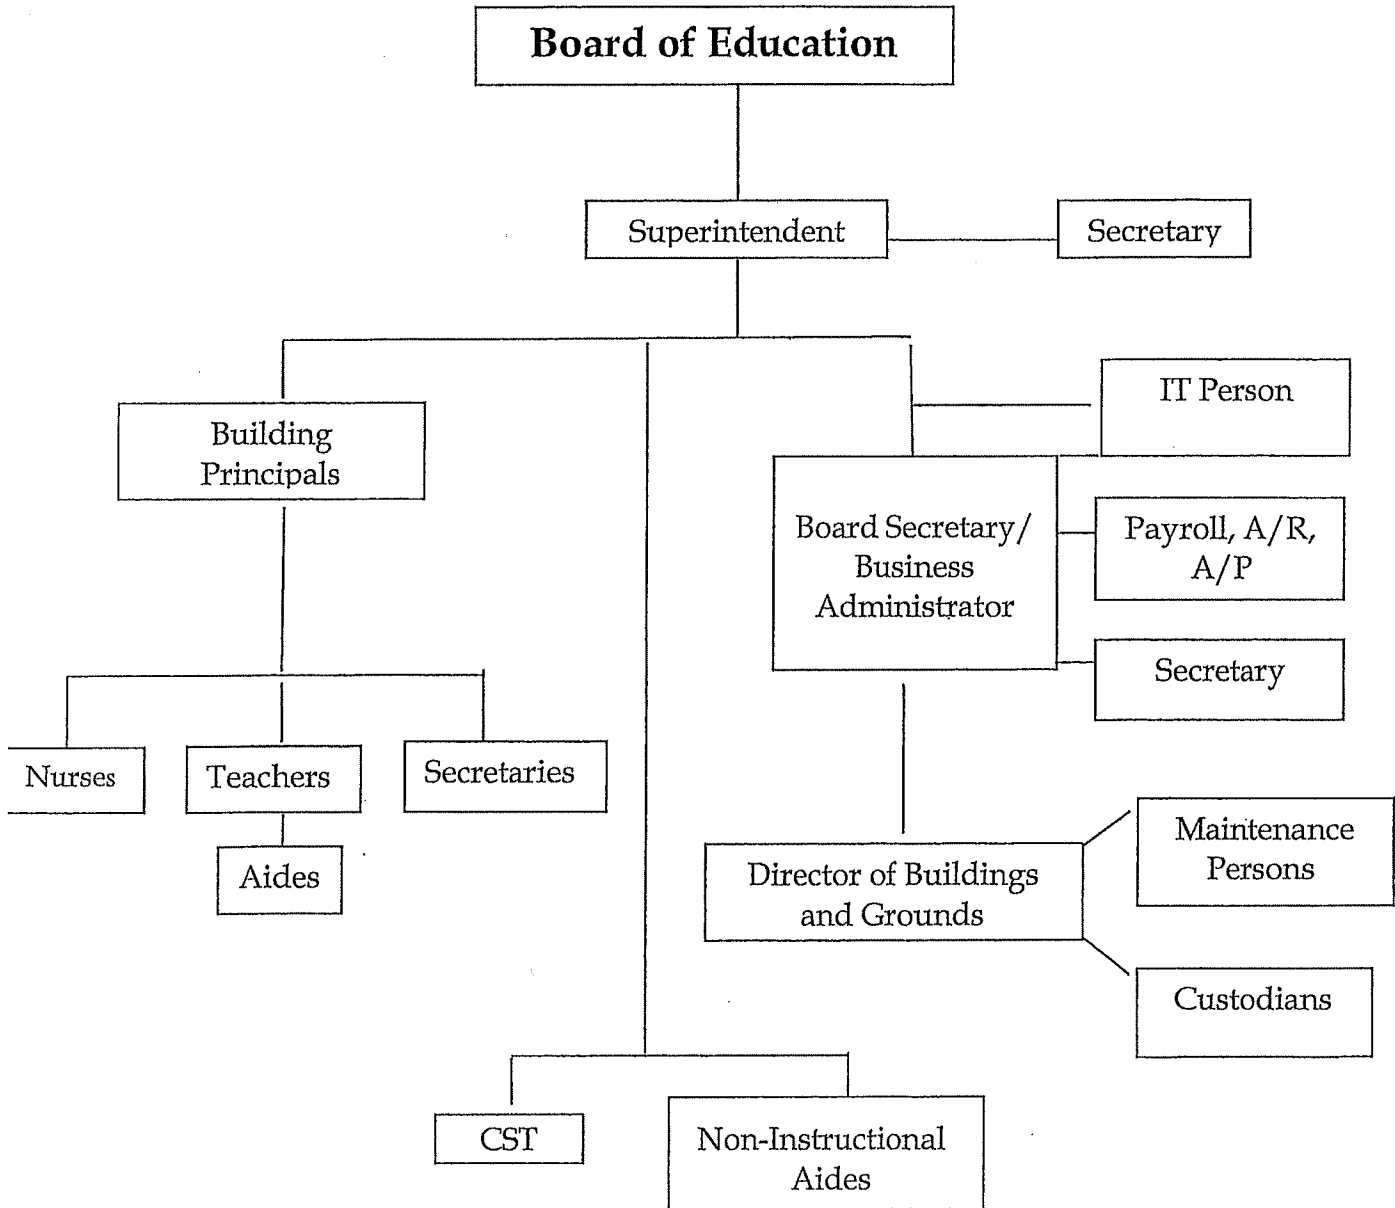 Board of Education
Superintendent
Secretary
IT Person
Building
Principals
Board Secretary/
Business
Administrator
Payroll, A/R,
A/P
Secretary
Nurses
Teachers
Secretaries
Aides
Maintenance
Persons
Director of Buildings
and Grounds
Custodians
CST
Non-Instructional
Aides